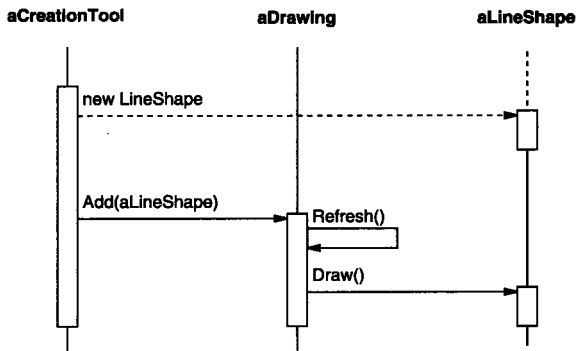 aCreationTool aDrawing aLineShape
new LineShape
Add(aLineShape)
Refresh()
Draw()